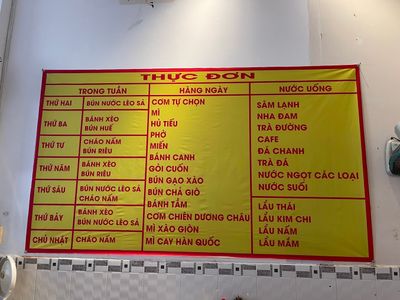 THỰC ĐƠN
TRONG TUẦN
THỨ HAI
BÚN NƯỚC LÈO SẢ
THỨ BA
BÁNH XÈO
BÚN HUẾ
THỨ TƯ
CHÁO NẤM
BÚN RIÊU
THỨ NĂM
BÁNH XÈO
BÚN RIÊU
THỨ SÁU
BÚN NƯỚC LÈO SẢ
CHÁO NẤM
THỨ BẢY
BÁNH XÈO
BÚN NƯỚC LÈO SẢ
CHỦ NHẬT
CHÁO NẤM
HÀNG NGÀY
CƠM TỰ CHỌN
MÌ
HỦ TIẾU
PHỞ
MIẾN
BÁNH CANH
GỎI CUỐN
BÚN GẠO XÀO
BÚN CHẢ GIÒ
BÁNH TẰM
CƠM CHIÊN DƯƠNG CHÂU
MÌ XÀO GIÒN
MÌ CAY HÀN QUỐC
NƯỚC UỐNG
SÂM LẠNH
NHA ĐAM
TRÀ ĐƯỜNG
CAFE
ĐÁ CHANH
TRÀ ĐÁ
NƯỚC NGỌT CÁC LOẠI
NƯỚC SUỐI
LẨU THÁI
LẨU KIM CHI
LẨU NẤM
LẨU MẮM